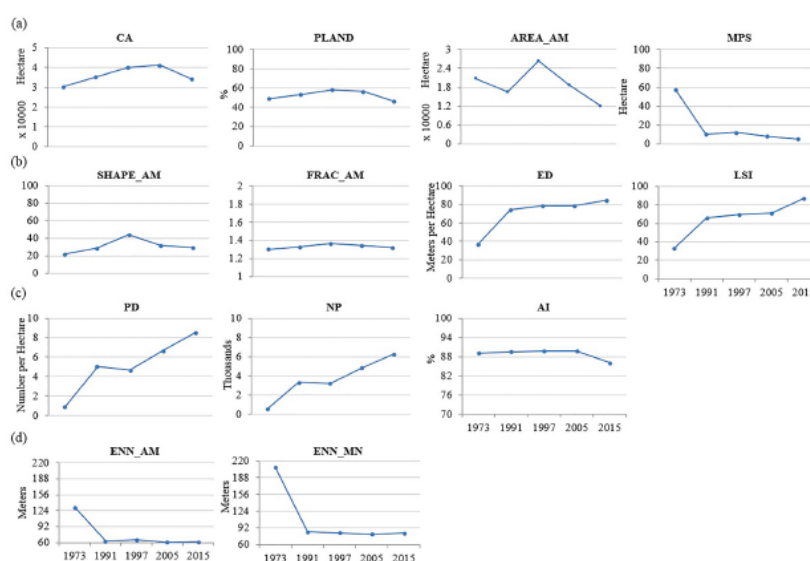 (a)
CA
Hectare
x 10000
5
4
3
2
1
0
PLAND
%
100
80
60
40
20
0
AREA_AM
Hectare
x 10000
3
2.4
1.8
1.2
0.6
0
MPS
Hectare
100
80
60
40
20
0
(b)
SHAPE_AM
100
80
60
40
20
0
FRAC_AM
2
1.8
1.6
1.4
1.2
1
ED
Meters per Hectare
100
80
60
40
20
0
LSI
100
80
60
40
20
0
1973 1991 1997 2005 201
(c)
PD
Number per Hectare
10
8
6
4
2
0
NP
Thousands
10
8
6
4
2
0
AI
%
100
94
88
82
76
70
1973 1991 1997 2005 2015
(d)
ENN_AM
Meters
220
188
156
124
92
60
1973 1991 1997 2005 2015
ENN_MN
Meters
220
188
156
124
92
60
1973 1991 1997 2005 2015